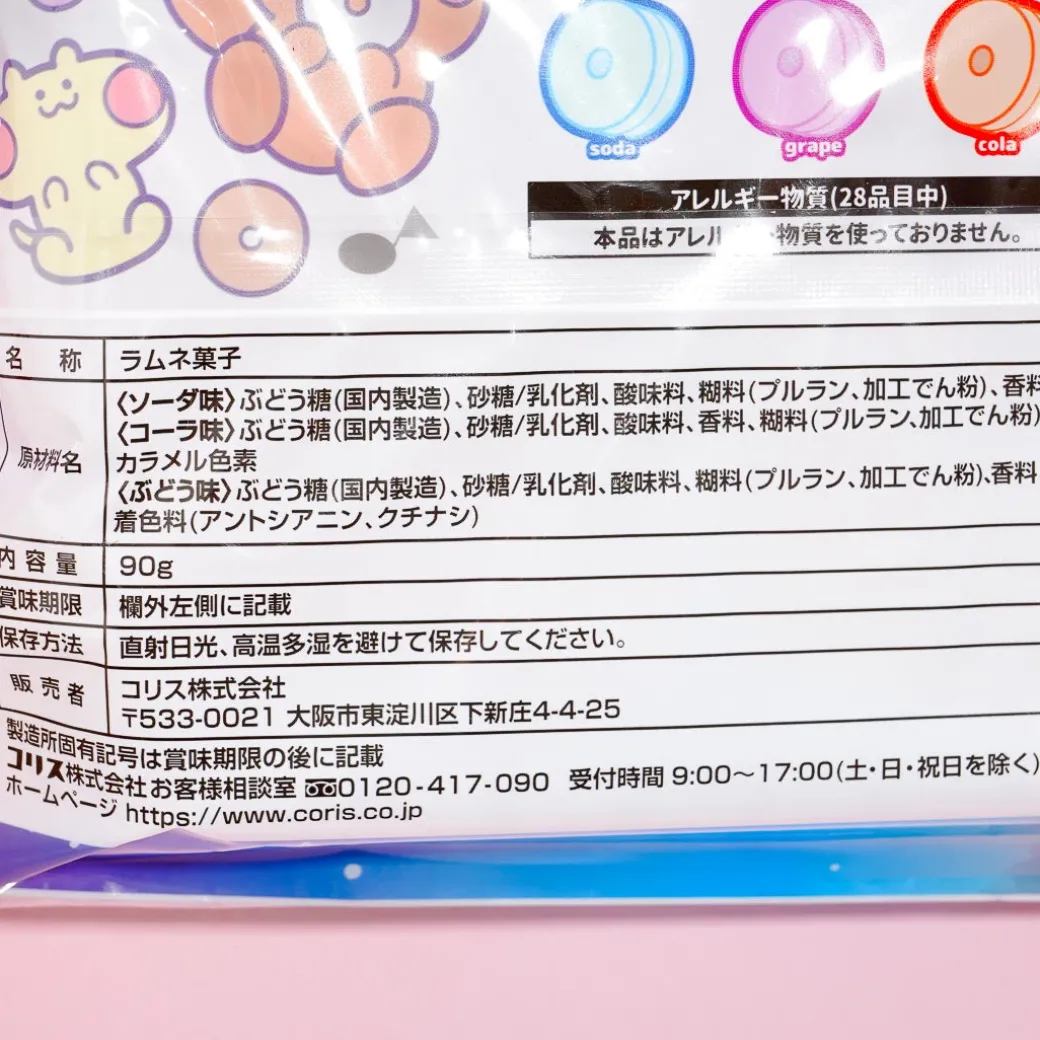 soda
grape
cola
アレルギー物質(28品目中)
本品はアレル 物質を使っておりません。
名 称
ラムネ菓子
原材料名
〈ソーダ味〉ぶどう糖(国内製造)、砂糖/乳化剤、酸味料、糊料(プルラン、加工でん粉)、香料
〈コーラ味〉ぶどう糖(国内製造)、砂糖/乳化剤、酸味料、香料、糊料(プルラン、加工でん粉)
カラメル色素
〈ぶどう味〉ぶどう糖(国内製造)、砂糖/乳化剤、酸味料、糊料(プルラン、加工でん粉)、香料
着色料(アントシアニン、クチナシ)
内容量
90g
賞味期限
欄外左側に記載
保存方法
直射日光、高温多湿を避けて保存してください。
販売者
コリス株式会社
〒533-0021 大阪市東淀川区下新庄4-4-25
製造所固有記号は賞味期限の後に記載
コリス株式会社お客様相談室 0120-417-090 受付時間 9:00～17:00(土・日・祝日を除く)
ホームページ https://www.coris.co.jp